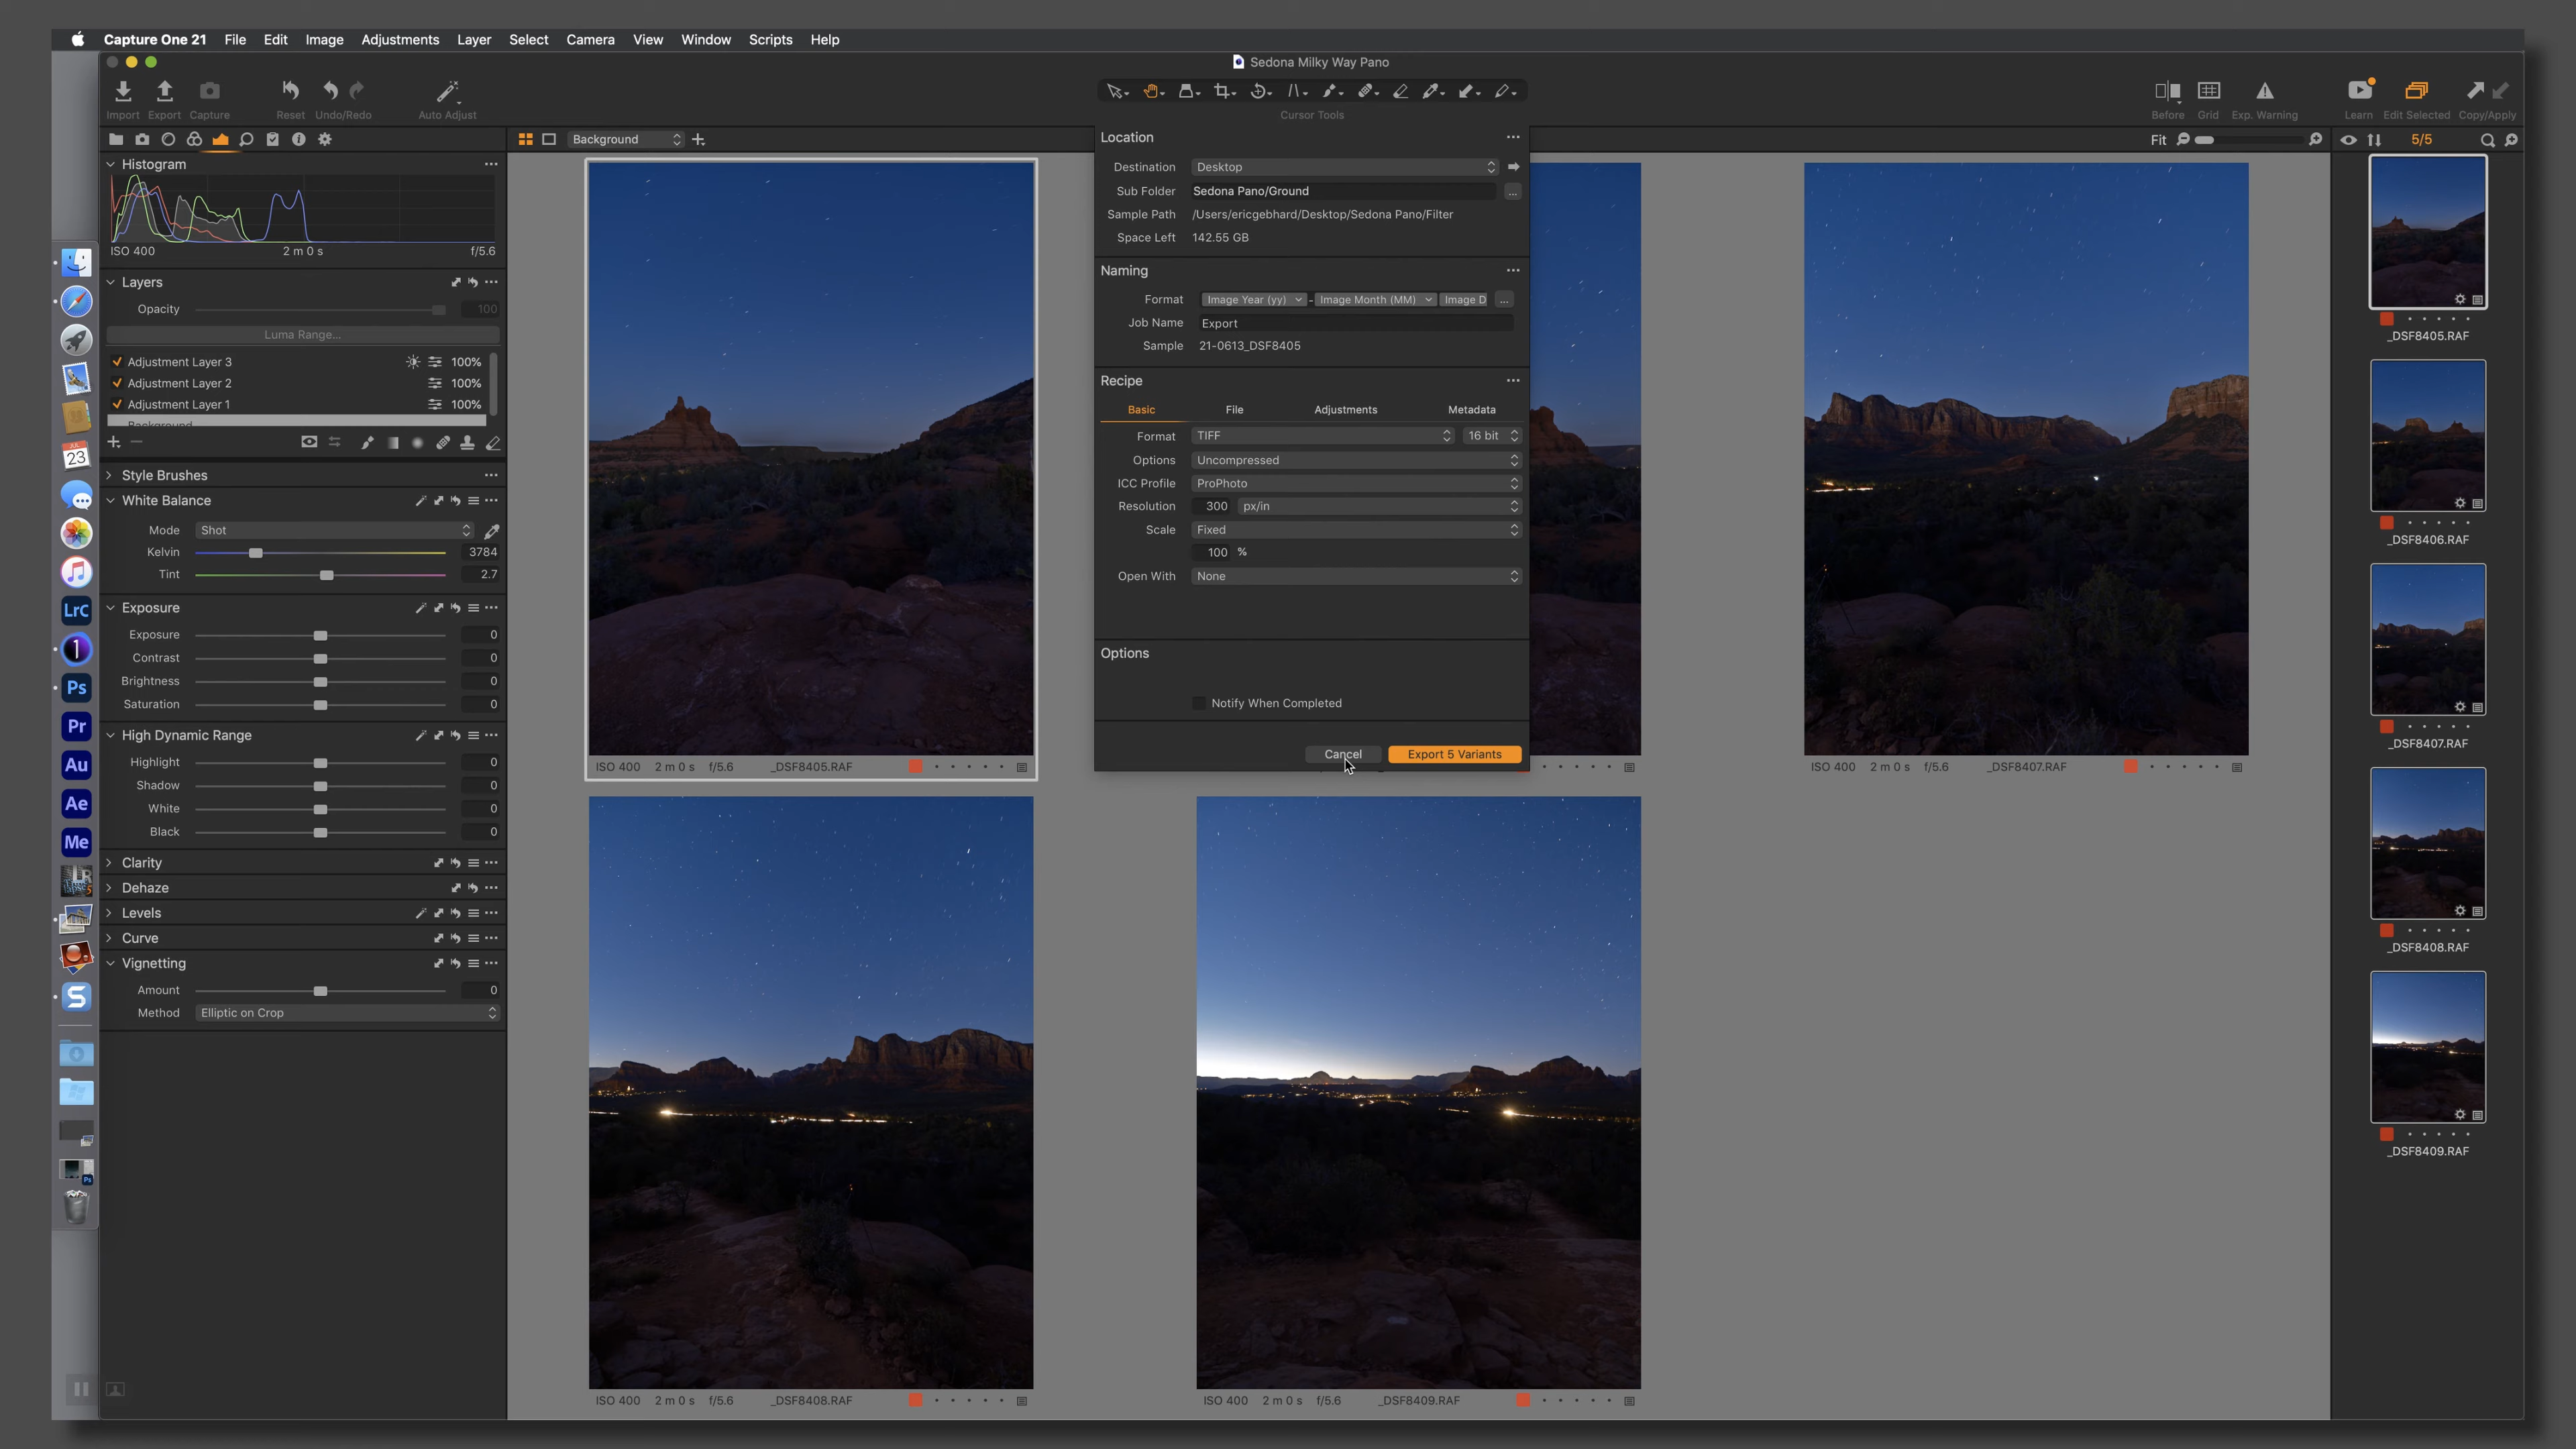 Capture One 21 File Edit Image Adjustments Layer Select Camera View Window Scripts Help
Sedona Milky Way Pano
Import Export Capture Reset Undo/Redo Auto Adjust
Cursor Tools
Before Grid Exp. Warning Learn Edit Selected Copy/Apply
Background
Fit
5/5
Histogram
ISO 400 2 m 0 s f/5.6
Layers
Opacity 100
Luma Range...
Adjustment Layer 3 100%
Adjustment Layer 2 100%
Adjustment Layer 1 100%
Background
Style Brushes
White Balance
Mode Shot
Kelvin 3784
Tint 2.7
Exposure
Exposure 0
Contrast 0
Brightness 0
Saturation 0
High Dynamic Range
Highlight 0
Shadow 0
White 0
Black 0
Clarity
Dehaze
Levels
Curve
Vignetting
Amount 0
Method Elliptic on Crop
JUL
23
LrC
1
Ps
Pr
Au
Ae
Me
LR
5
S
Ps
Location
Destination Desktop
Sub Folder Sedona Pano/Ground ...
Sample Path /Users/ericgebhard/Desktop/Sedona Pano/Filter
Space Left 142.55 GB
Naming
Format Image Year (yy) - Image Month (MM) Image D ...
Job Name Export
Sample 21-0613_DSF8405
Recipe
Basic File Adjustments Metadata
Format TIFF 16 bit
Options Uncompressed
ICC Profile ProPhoto
Resolution 300 px/in
Scale Fixed
100 %
Open With None
Options
Notify When Completed
Cancel Export 5 Variants
ISO 400 2 m 0 s f/5.6 _DSF8405.RAF
ISO 400 2 m 0 s f/5.6 _DSF8407.RAF
ISO 400 2 m 0 s f/5.6 _DSF8408.RAF
ISO 400 2 m 0 s f/5.6 _DSF8409.RAF
_DSF8405.RAF
_DSF8406.RAF
_DSF8407.RAF
_DSF8408.RAF
_DSF8409.RAF